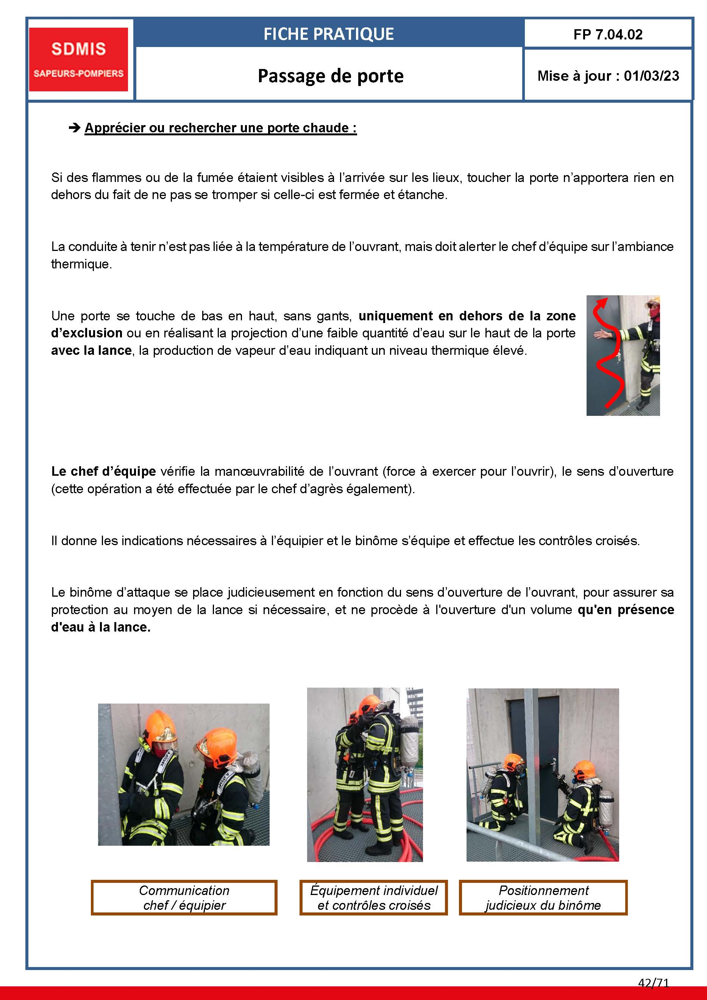 SDMIS
SAPEURS-POMPIERS
FICHE PRATIQUE
FP 7.04.02
Passage de porte
Mise à jour : 01/03/23
➔ Apprécier ou rechercher une porte chaude :
Si des flammes ou de la fumée étaient visibles à l’arrivée sur les lieux, toucher la porte n’apportera rien en
dehors du fait de ne pas se tromper si celle-ci est fermée et étanche.
La conduite à tenir n’est pas liée à la température de l’ouvrant, mais doit alerter le chef d’équipe sur l’ambiance
thermique.
Une porte se touche de bas en haut, sans gants, uniquement en dehors de la zone
d’exclusion ou en réalisant la projection d’une faible quantité d’eau sur le haut de la porte
avec la lance, la production de vapeur d’eau indiquant un niveau thermique élevé.
Le chef d’équipe vérifie la manœuvrabilité de l’ouvrant (force à exercer pour l’ouvrir), le sens d’ouverture
(cette opération a été effectuée par le chef d’agrès également).
Il donne les indications nécessaires à l’équipier et le binôme s’équipe et effectue les contrôles croisés.
Le binôme d’attaque se place judicieusement en fonction du sens d’ouverture de l’ouvrant, pour assurer sa
protection au moyen de la lance si nécessaire, et ne procède à l'ouverture d'un volume qu'en présence
d'eau à la lance.
Communication
chef / équipier
Équipement individuel
et contrôles croisés
Positionnement
judicieux du binôme
42/71